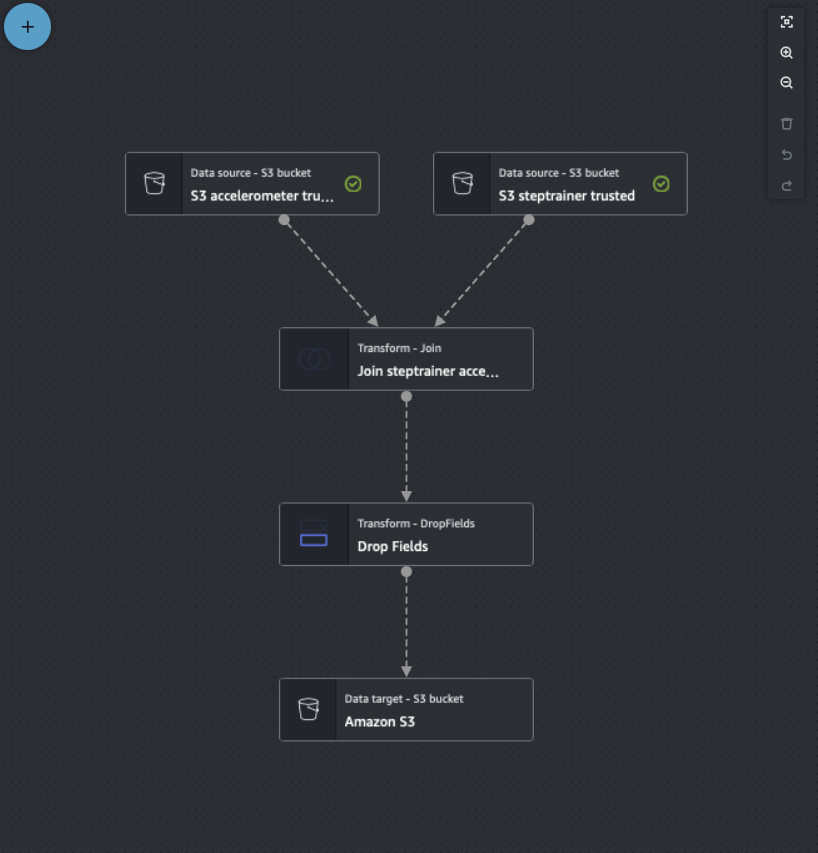 +
Data source - S3 bucket
S3 accelerometer tru...
Data source - S3 bucket
S3 steptrainer trusted
Transform - Join
Join steptrainer acce...
Transform - DropFields
Drop Fields
Data target - S3 bucket
Amazon S3